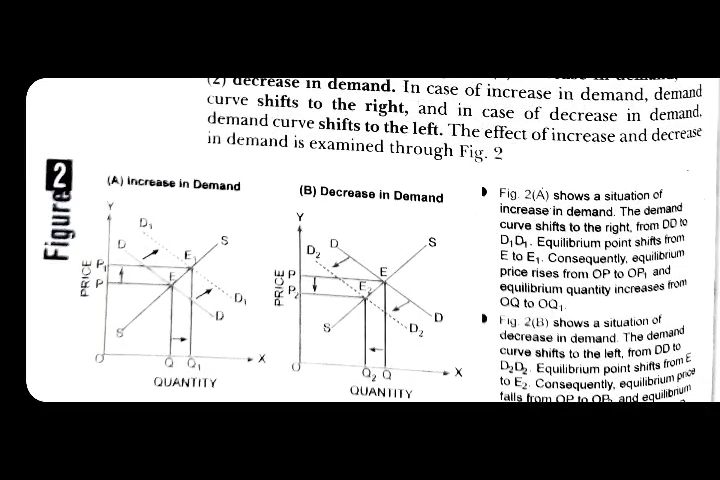 (2) decrease in demand. In case of increase in demand, demand
curve shifts to the right, and in case of decrease in demand,
demand curve shifts to the left. The effect of increase and decrease
in demand is examined through Fig. 2
Figure 2
(A) Increase in Demand
Y
D₁
D
S
E₁
P₁
E
P
PRICE
D₁
D
S
O
Q Q₁
X
QUANTITY
(B) Decrease in Demand
Y
D₂
D
S
P
E
E₂
P₂
PRICE
D
S
D₂
O
Q₂ Q
X
QUANTITY
Fig. 2(A) shows a situation of
increase in demand. The demand
curve shifts to the right, from DD to
D₁D₁. Equilibrium point shifts from
E to E₁. Consequently, equilibrium
price rises from OP to OP₁ and
equilibrium quantity increases from
OQ to OQ₁.
Fig. 2(B) shows a situation of
decrease in demand. The demand
curve shifts to the left, from DD to
D₂D₂. Equilibrium point shifts from E
to E₂. Consequently, equilibrium price
falls from OP to OP₂ and equilibrium